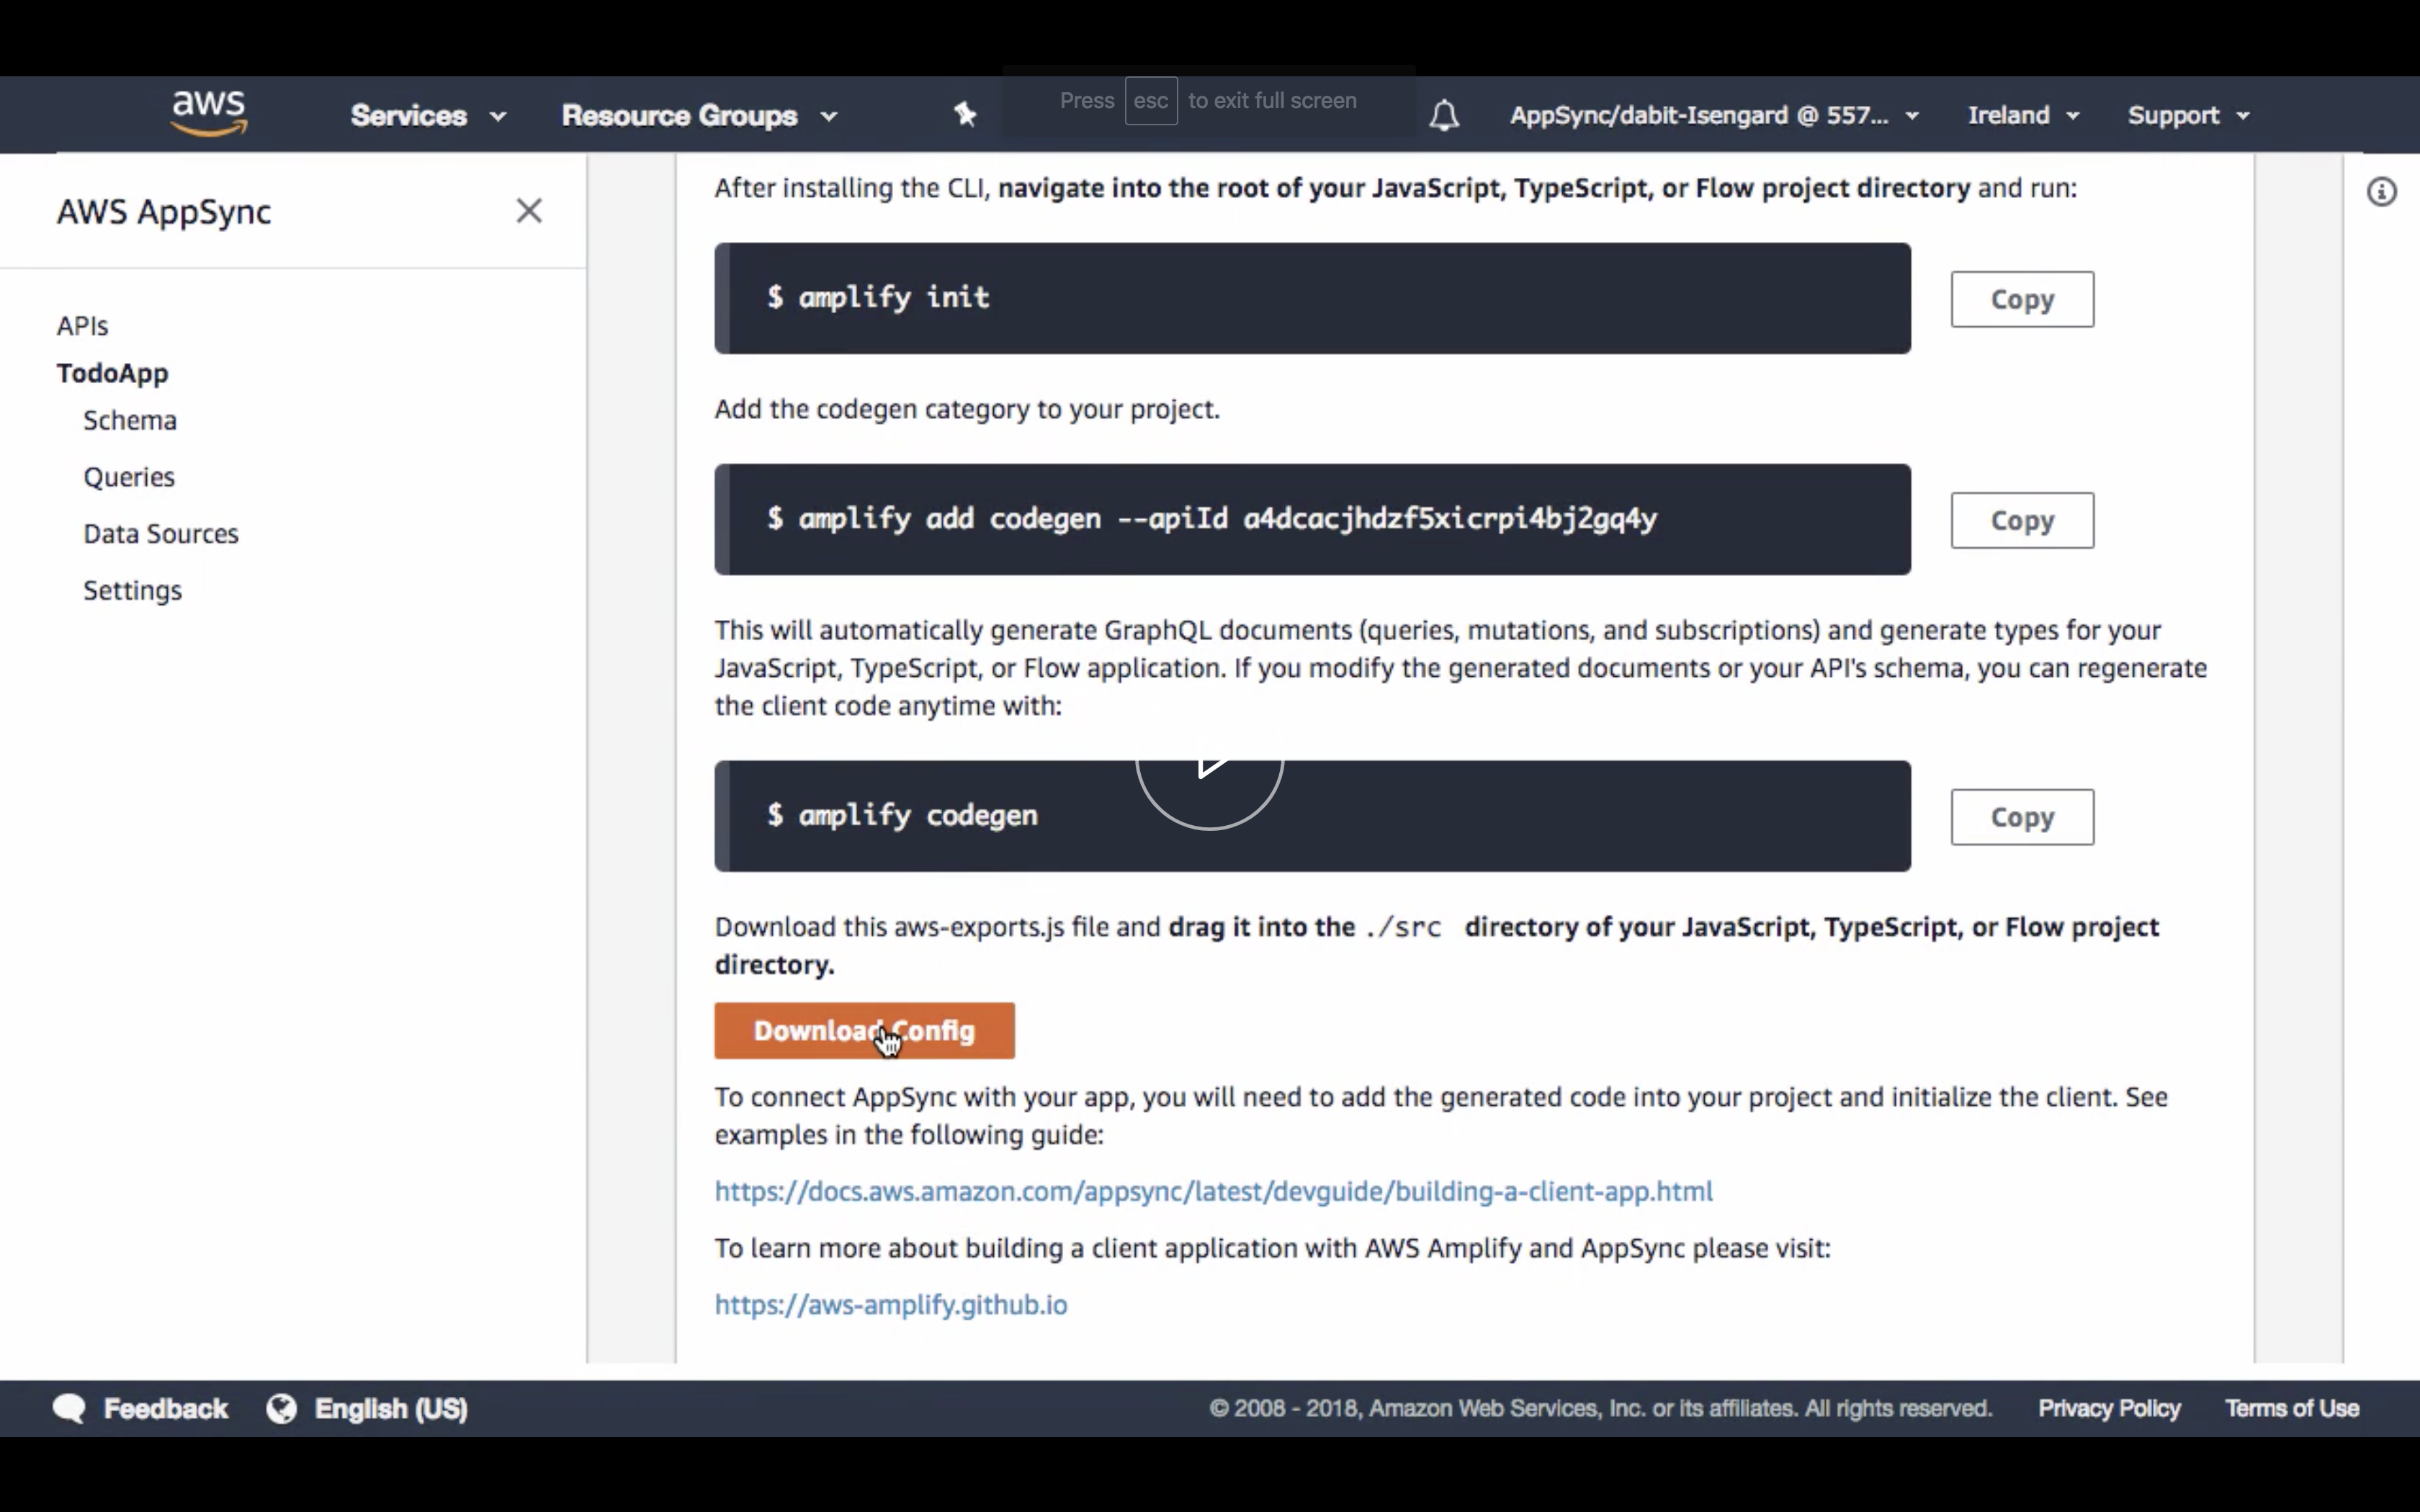 Press esc to exit full screen
aws Services Resource Groups AppSync/dabit-Isengard @ 557... Ireland Support
AWS AppSync
APIs
TodoApp
Schema
Queries
Data Sources
Settings
After installing the CLI, navigate into the root of your JavaScript, TypeScript, or Flow project directory and run:
$ amplify init
Copy
Add the codegen category to your project.
$ amplify add codegen --apiId a4dcacjhdzf5xicrpi4bj2gq4y
Copy
This will automatically generate GraphQL documents (queries, mutations, and subscriptions) and generate types for your
JavaScript, TypeScript, or Flow application. If you modify the generated documents or your API's schema, you can regenerate
the client code anytime with:
$ amplify codegen
Copy
Download this aws-exports.js file and drag it into the ./src directory of your JavaScript, TypeScript, or Flow project
directory.
Download Config
To connect AppSync with your app, you will need to add the generated code into your project and initialize the client. See
examples in the following guide:
https://docs.aws.amazon.com/appsync/latest/devguide/building-a-client-app.html
To learn more about building a client application with AWS Amplify and AppSync please visit:
https://aws-amplify.github.io
Feedback English (US) © 2008 - 2018, Amazon Web Services, Inc. or its affiliates. All rights reserved. Privacy Policy Terms of Use